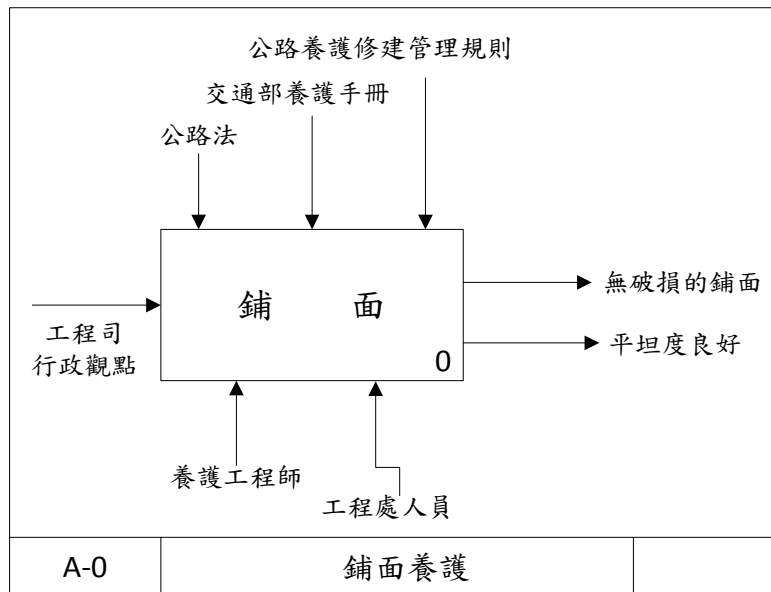 公路養護修建管理規則
交通部養護手冊
公路法
鋪 面
0
工程司
行政觀點
無破損的鋪面
平坦度良好
養護工程師
工程處人員
A-0
鋪面養護